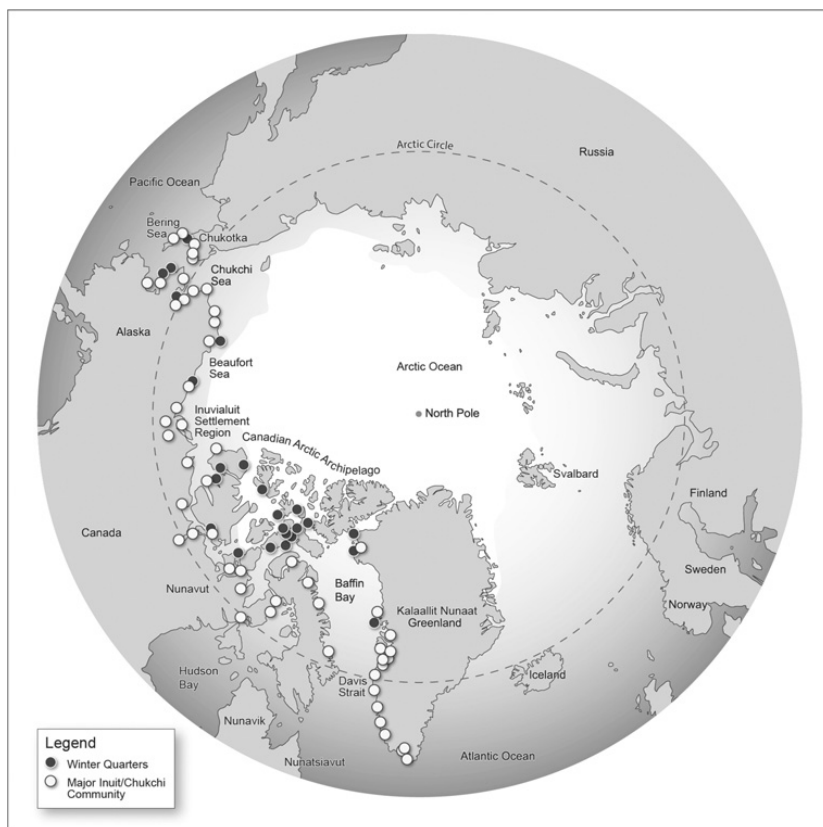 Arctic Circle
Russia
Pacific Ocean
Bering
Sea
Chukotka
Chukchi
Sea
Alaska
Beaufort
Sea
Arctic Ocean
North Pole
Inuvialuit
Settlement
Region
Canadian Arctic Archipelago
Svalbard
Canada
Finland
Sweden
Norway
Nunavut
Baffin
Bay
Kalaallit Nunaat
Greenland
Hudson
Bay
Davis
Strait
Iceland
Nunavik
Nunatsiavut
Atlantic Ocean
Legend
Winter Quarters
Major Inuit/Chukchi
Community